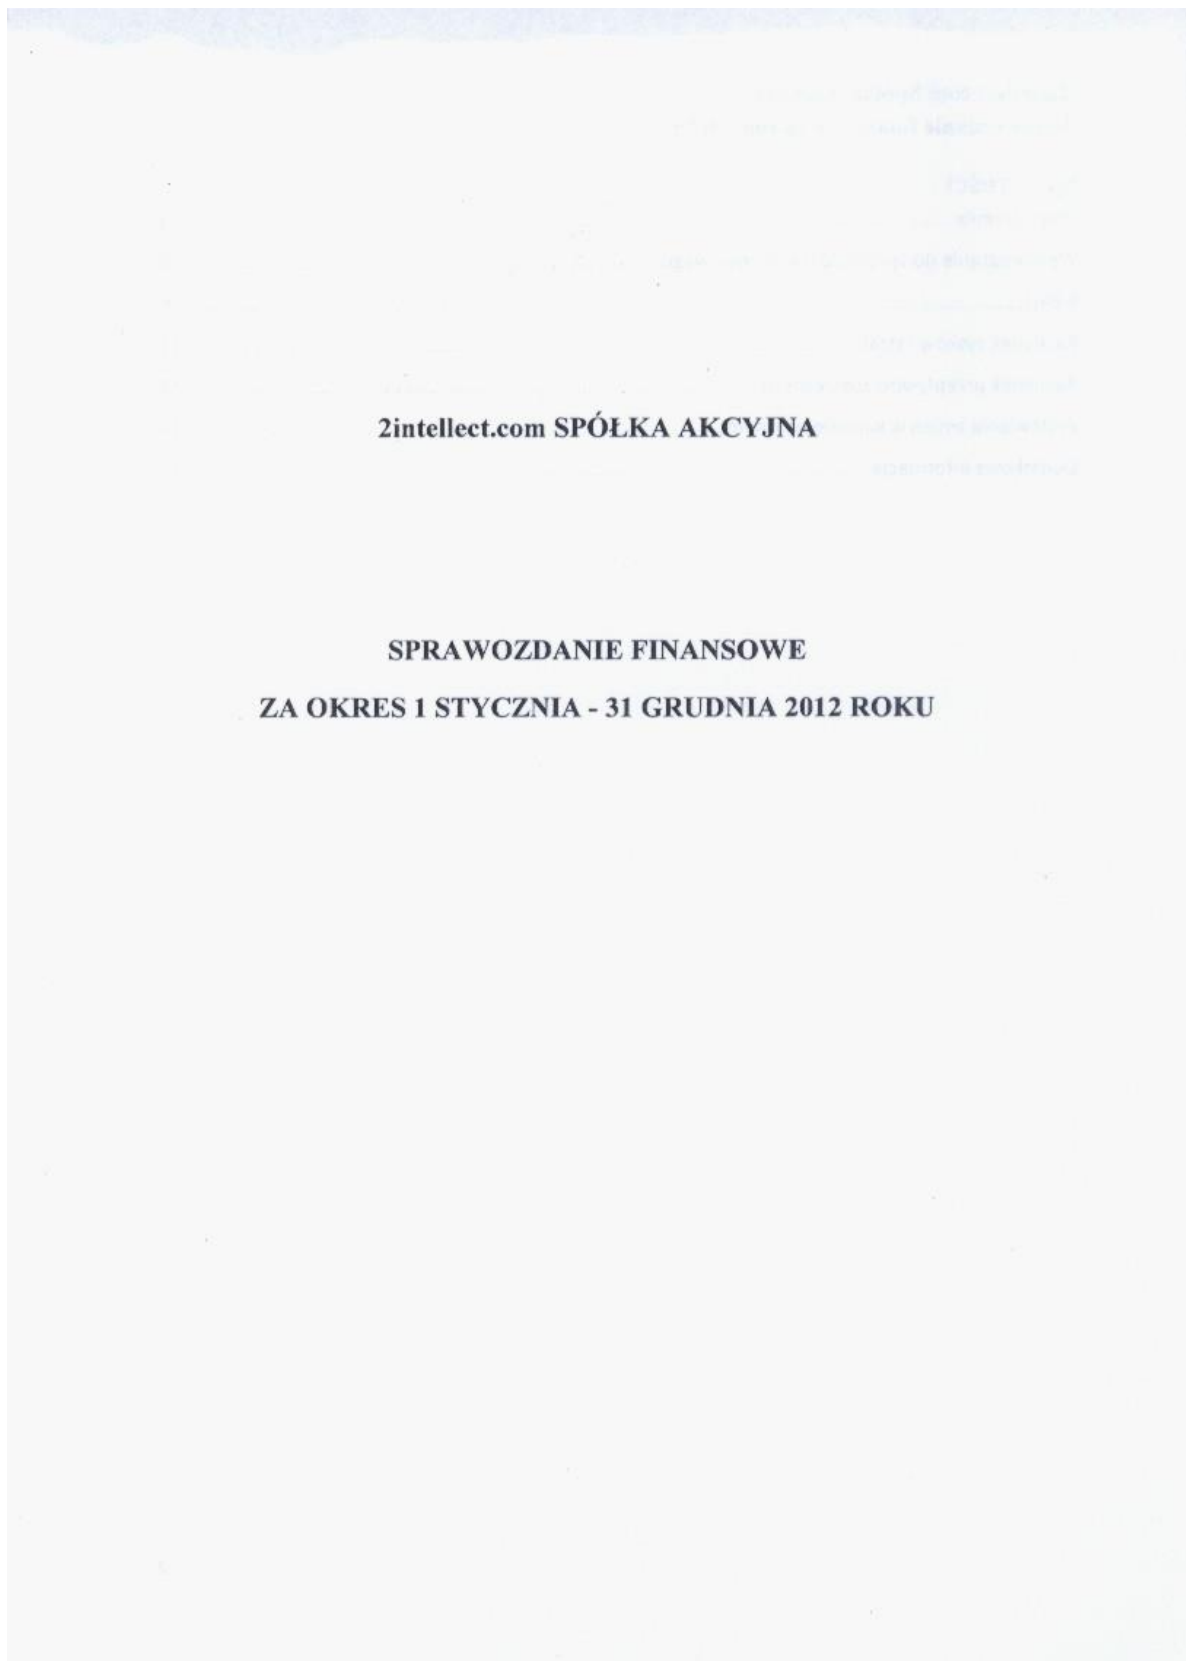 2intellect.com SPÓŁKA AKCYJNA
SPRAWOZDANIE FINANSOWE
ZA OKRES 1 STYCZNIA - 31 GRUDNIA 2012 ROKU